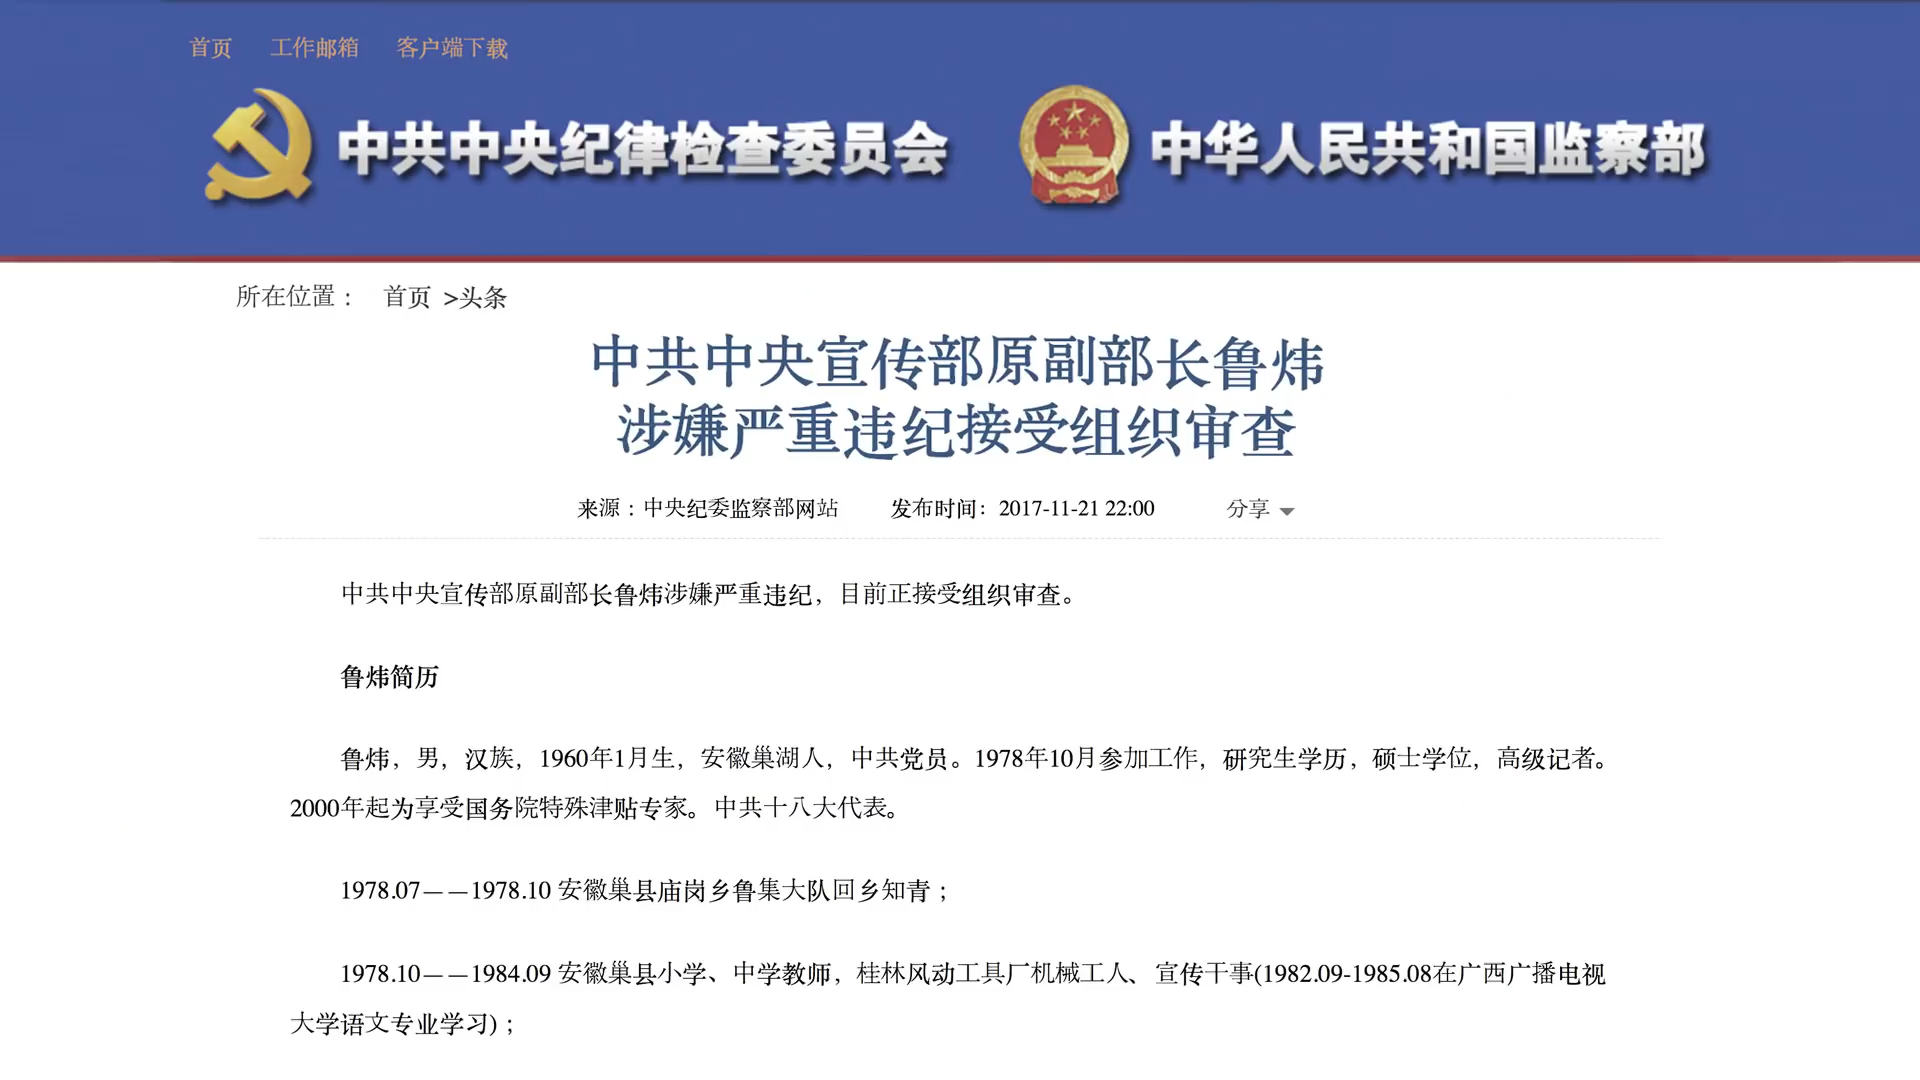 首页 工作邮箱 客户端下载
中共中央纪律检查委员会 中华人民共和国监察部
所在位置： 首页 >头条
中共中央宣传部原副部长鲁炜
涉嫌严重违纪接受组织审查
来源：中央纪委监察部网站 发布时间：2017-11-21 22:00 分享
中共中央宣传部原副部长鲁炜涉嫌严重违纪，目前正接受组织审查。
鲁炜简历
鲁炜，男，汉族，1960年1月生，安徽巢湖人，中共党员。1978年10月参加工作，研究生学历，硕士学位，高级记者。
2000年起为享受国务院特殊津贴专家。中共十八大代表。
1978.07——1978.10 安徽巢县庙岗乡鲁集大队回乡知青；
1978.10——1984.09 安徽巢县小学、中学教师，桂林风动工具厂机械工人、宣传干事(1982.09-1985.08在广西广播电视
大学语文专业学习)；